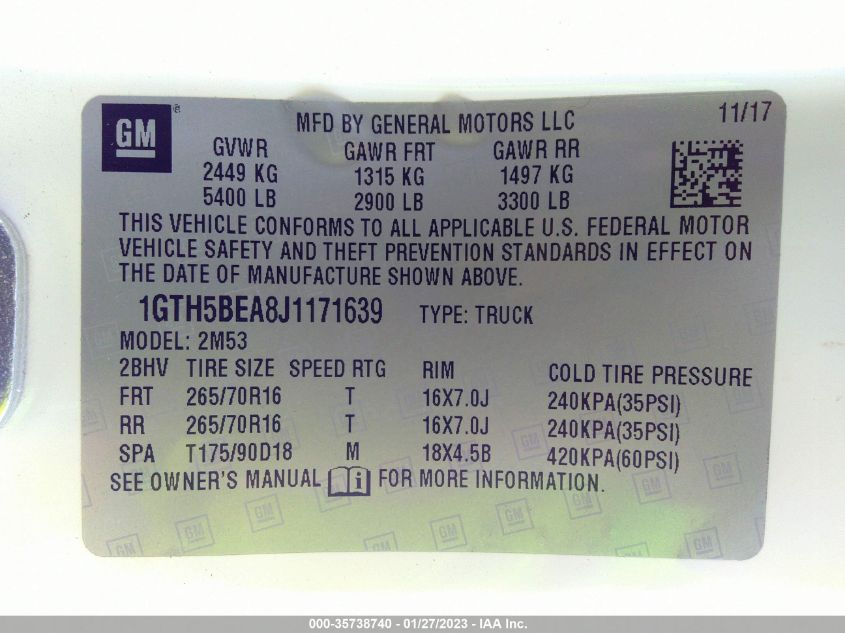 GM ® MFD BY GENERAL MOTORS LLC 11/17
GVWR GAWR FRT GAWR RR
2449 KG 1315 KG 1497 KG
5400 LB 2900 LB 3300 LB
THIS VEHICLE CONFORMS TO ALL APPLICABLE U.S. FEDERAL MOTOR
VEHICLE SAFETY AND THEFT PREVENTION STANDARDS IN EFFECT ON
THE DATE OF MANUFACTURE SHOWN ABOVE.
1GTH5BEA8J1171639 TYPE: TRUCK
MODEL: 2M53
2BHV TIRE SIZE SPEED RTG RIM COLD TIRE PRESSURE
FRT 265/70R16 T 16X7.0J 240KPA(35PSI)
RR 265/70R16 T 16X7.0J 240KPA(35PSI)
SPA T175/90D18 M 18X4.5B 420KPA(60PSI)
SEE OWNER'S MANUAL i FOR MORE INFORMATION.
000-35738740 - 01/27/2023 - IAA Inc.